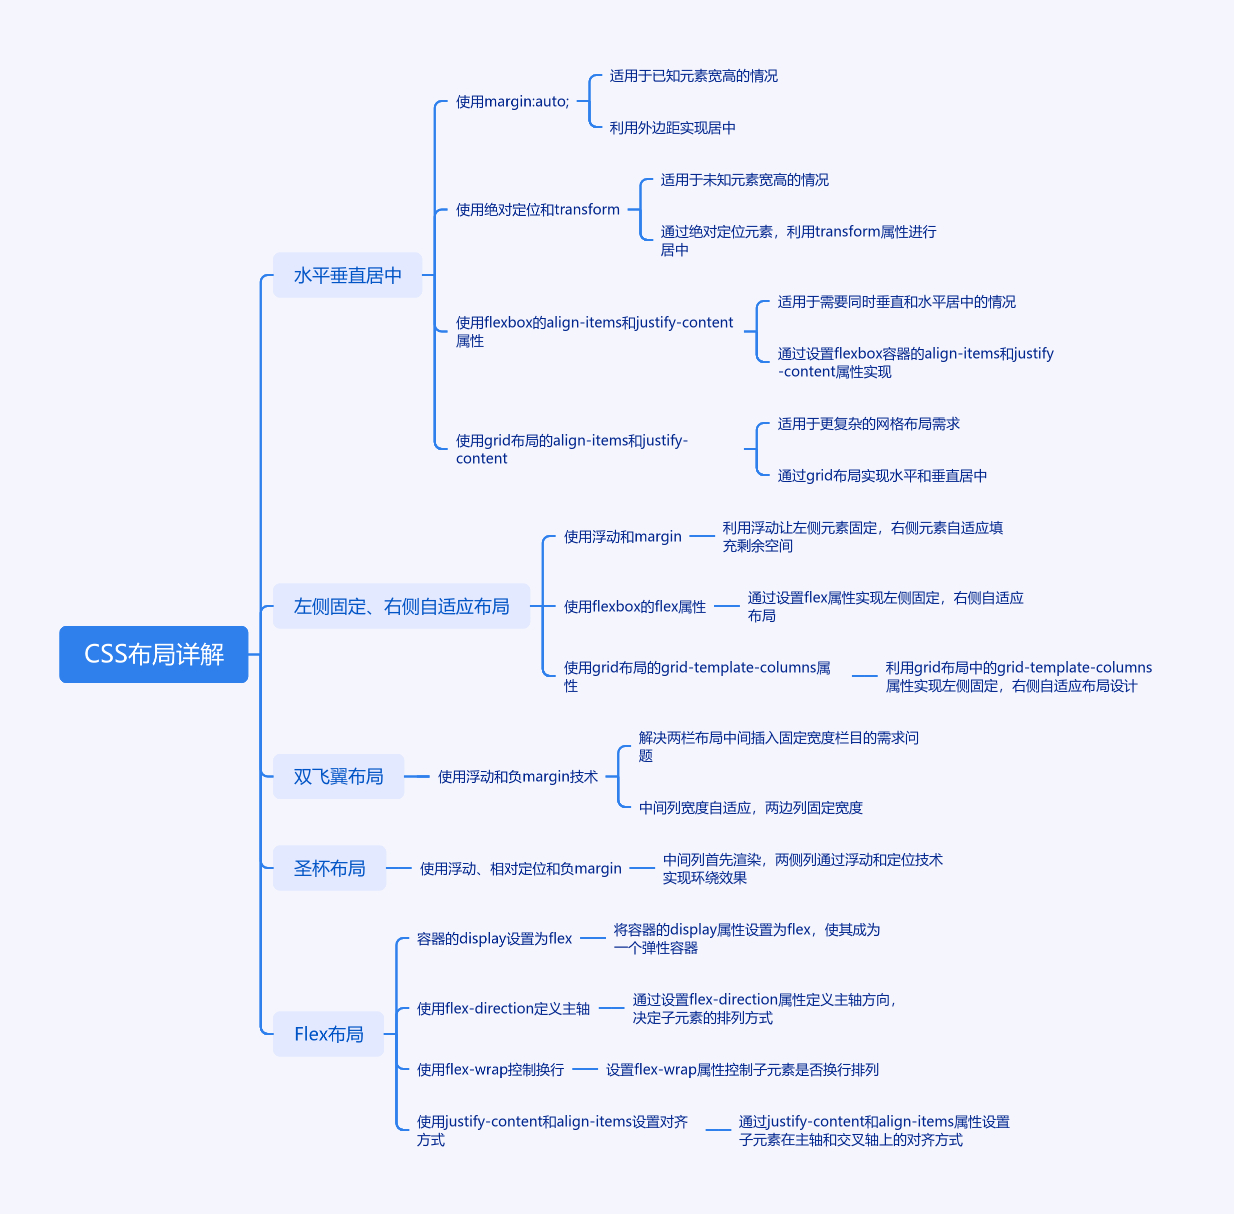 CSS布局详解
水平垂直居中
使用margin:auto;
适用于已知元素宽高的情况
利用外边距实现居中
使用绝对定位和transform
适用于未知元素宽高的情况
通过绝对定位元素，利用transform属性进行
居中
使用flexbox的align-items和justify-content
属性
适用于需要同时垂直和水平居中的情况
通过设置flexbox容器的align-items和justify
-content属性实现
使用grid布局的align-items和justify-
content
适用于更复杂的网格布局需求
通过grid布局实现水平和垂直居中
左侧固定、右侧自适应布局
使用浮动和margin
利用浮动让左侧元素固定，右侧元素自适应填
充剩余空间
使用flexbox的flex属性
通过设置flex属性实现左侧固定，右侧自适应
布局
使用grid布局的grid-template-columns属
性
利用grid布局中的grid-template-columns
属性实现左侧固定，右侧自适应布局设计
双飞翼布局
使用浮动和负margin技术
解决两栏布局中间插入固定宽度栏目的需求问
题
中间列宽度自适应，两边列固定宽度
圣杯布局
使用浮动、相对定位和负margin
中间列首先渲染，两侧列通过浮动和定位技术
实现环绕效果
Flex布局
容器的display设置为flex
将容器的display属性设置为flex，使其成为
一个弹性容器
使用flex-direction定义主轴
通过设置flex-direction属性定义主轴方向，
决定子元素的排列方式
使用flex-wrap控制换行
设置flex-wrap属性控制子元素是否换行排列
使用justify-content和align-items设置对齐
方式
通过justify-content和align-items属性设置
子元素在主轴和交叉轴上的对齐方式